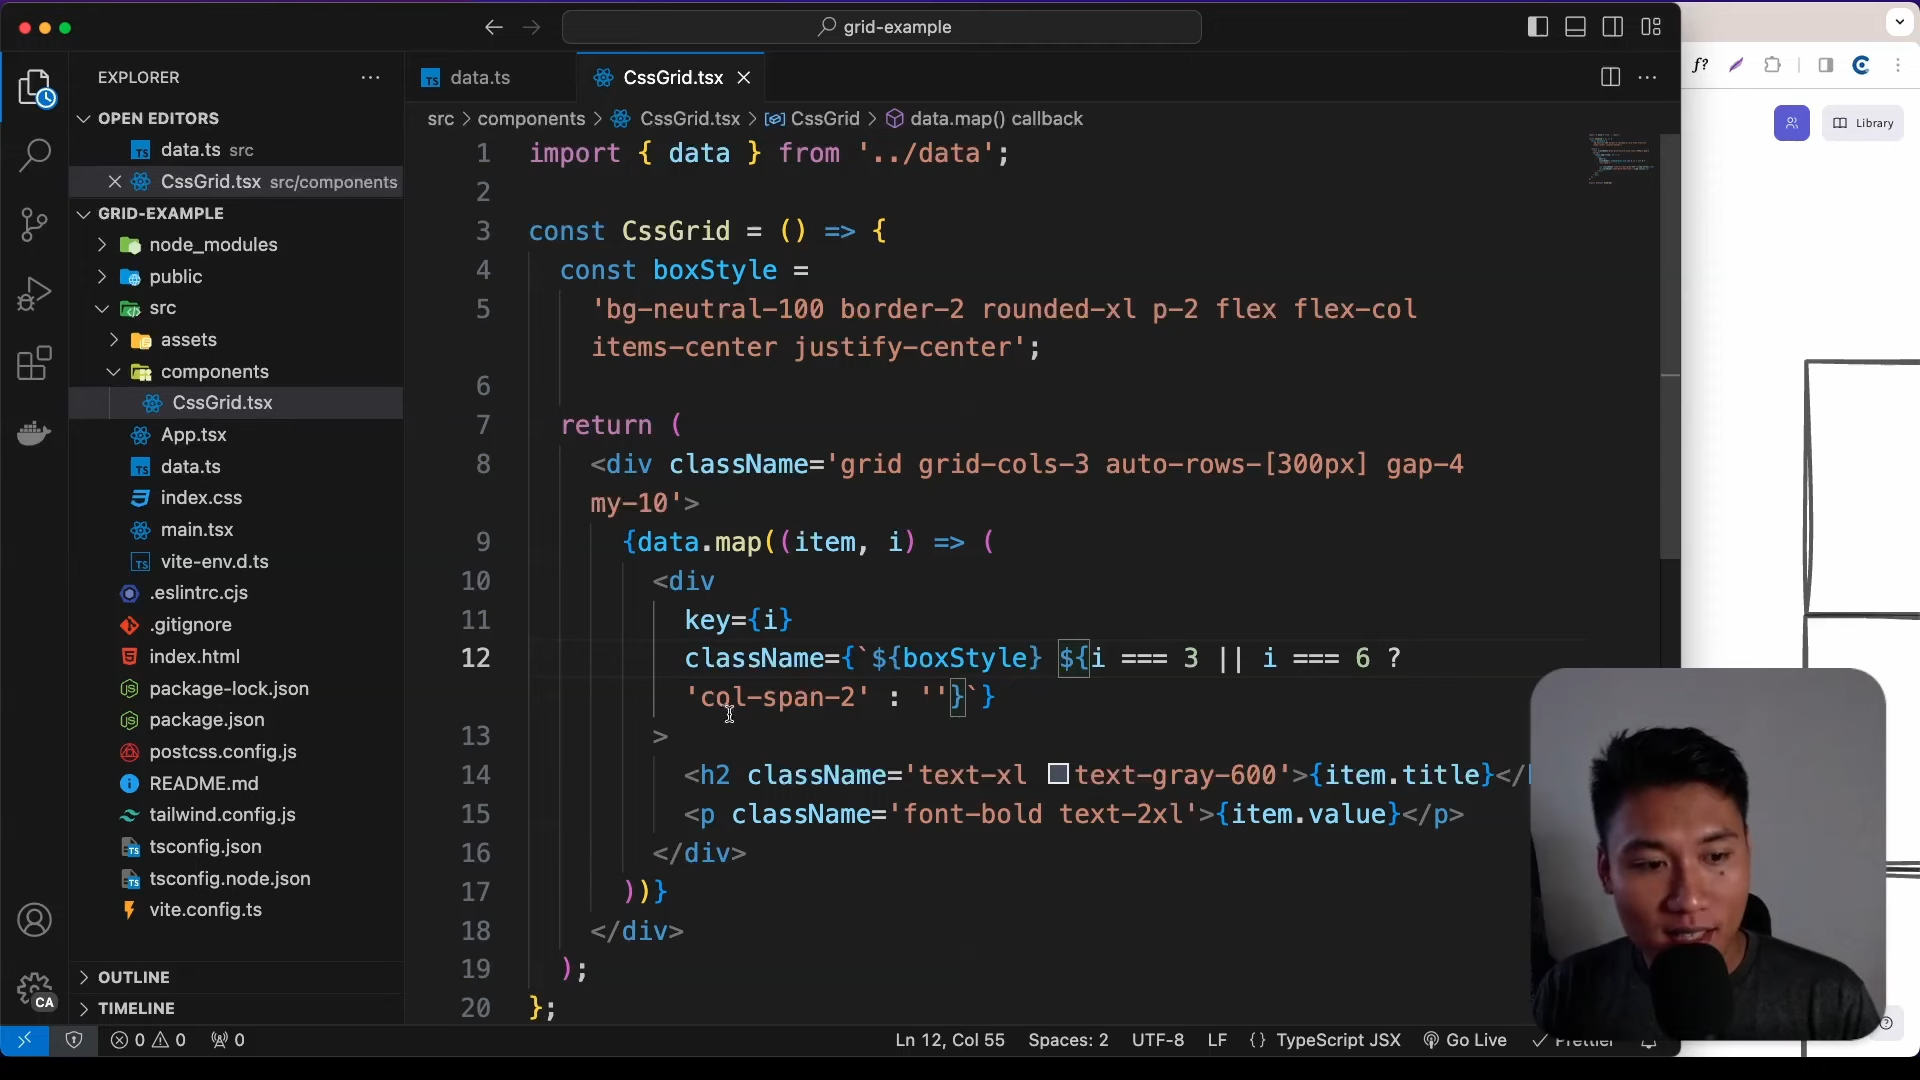 grid-example
f?
EXPLORER
data.ts
CssGrid.tsx
OPEN EDITORS
src > components > CssGrid.tsx > CssGrid > data.map() callback
Library
data.ts src
CssGrid.tsx src/components
GRID-EXAMPLE
node_modules
public
src
assets
components
CssGrid.tsx
App.tsx
data.ts
index.css
main.tsx
vite-env.d.ts
.eslintrc.cjs
.gitignore
index.html
package-lock.json
package.json
postcss.config.js
README.md
tailwind.config.js
tsconfig.json
tsconfig.node.json
vite.config.ts
OUTLINE
TIMELINE
CA
1 import { data } from '../data';
2
3 const CssGrid = () => {
4 const boxStyle =
5 'bg-neutral-100 border-2 rounded-xl p-2 flex flex-col
items-center justify-center';
6
7 return (
8 <div className='grid grid-cols-3 auto-rows-[300px] gap-4
my-10'>
9 {data.map((item, i) => (
10 <div
11 key={i}
12 className={`${boxStyle} ${i === 3 || i === 6 ?
'col-span-2' : ''}`}
13 >
14 <h2 className='text-xl text-gray-600'>{item.title}</
15 <p className='font-bold text-2xl'>{item.value}</p>
16 </div>
17 ))}
18 </div>
19 );
20 };
0 0 0
Ln 12, Col 55
Spaces: 2
UTF-8
LF
{} TypeScript JSX
Go Live
Prettier